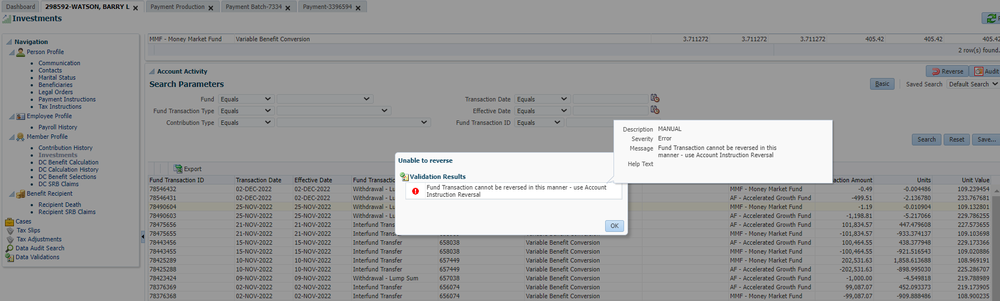 Dashboard 298592-WATSON, BARRY L Payment Production Payment Batch-7334 Payment-3396594
Investments
Navigation
Person Profile
Communication
Contacts
Marital Status
Beneficiaries
Legal Orders
Payment Instructions
Tax Instructions
Employee Profile
Payroll History
Member Profile
Contribution History
Investments
DC Benefit Calculation
DC Calculation History
DC Benefit Selections
DC SRB Claims
Benefit Recipient
Recipient Death
Recipient SRB Claims
Cases
Tax Slips
Tax Adjustments
Data Audit Search
Data Validations
MMF - Money Market Fund Variable Benefit Conversion 3.711272 3.711272 3.711272 405.42 405.42 405.42
2 row(s) found.
Account Activity Reverse Audit
Search Parameters Basic Saved Search Default Search
Fund Equals Transaction Date Equals
Fund Transaction Type Equals Effective Date Equals
Contribution Type Equals Fund Transaction ID Equals
Search Reset Save...
Description MANUAL
Severity Error
Message Fund Transaction cannot be reversed in this
manner - use Account Instruction Reversal
Help Text
Unable to reverse
Validation Results
Fund Transaction cannot be reversed in this manner - use Account
Instruction Reversal
OK
Export
Fund Transaction ID Transaction Date Effective Date Fund Transac action Amount Units Unit Value
78546432 02-DEC-2022 02-DEC-2022 Withdrawal - Lu MMF - Money Market Fund -0.49 -0.004486 109.239454
78546431 02-DEC-2022 02-DEC-2022 Withdrawal - Lu AF - Accelerated Growth Fund -499.51 -2.136780 233.767681
78490604 25-NOV-2022 25-NOV-2022 Withdrawal - Lu MMF - Money Market Fund -1.19 -0.010904 109.132801
78490603 25-NOV-2022 25-NOV-2022 Withdrawal - Lu AF - Accelerated Growth Fund -1,198.81 -5.217066 229.786255
78475656 21-NOV-2022 21-NOV-2022 Interfund Transfer AF - Accelerated Growth Fund 101,834.57 447.479608 227.573655
78475655 21-NOV-2022 21-NOV-2022 Interfund Transfer MMF - Money Market Fund -101,834.57 -933.374137 109.103698
78443456 15-NOV-2022 15-NOV-2022 Interfund Transfer 658038 Variable Benefit Conversion AF - Accelerated Growth Fund 100,464.55 438.377948 229.173366
78443455 15-NOV-2022 15-NOV-2022 Interfund Transfer 658038 Variable Benefit Conversion MMF - Money Market Fund -100,464.55 -921.516543 109.020886
78425289 10-NOV-2022 10-NOV-2022 Interfund Transfer 657449 Variable Benefit Conversion MMF - Money Market Fund 202,531.63 1,858.613688 108.969191
78425288 10-NOV-2022 10-NOV-2022 Interfund Transfer 657449 Variable Benefit Conversion AF - Accelerated Growth Fund -202,531.63 -898.995030 225.286707
78423424 09-NOV-2022 09-NOV-2022 Withdrawal - Lump Sum 657038 Variable Benefit Conversion AF - Accelerated Growth Fund -1,000.00 -4.549818 219.788989
78376369 02-NOV-2022 02-NOV-2022 Interfund Transfer 656074 Variable Benefit Conversion AF - Accelerated Growth Fund 99,087.07 452.093373 219.173905
78376368 02-NOV-2022 02-NOV-2022 Interfund Transfer 656074 Variable Benefit Conversion MMF - Money Market Fund -99,087.07 -909.888486 108.900235